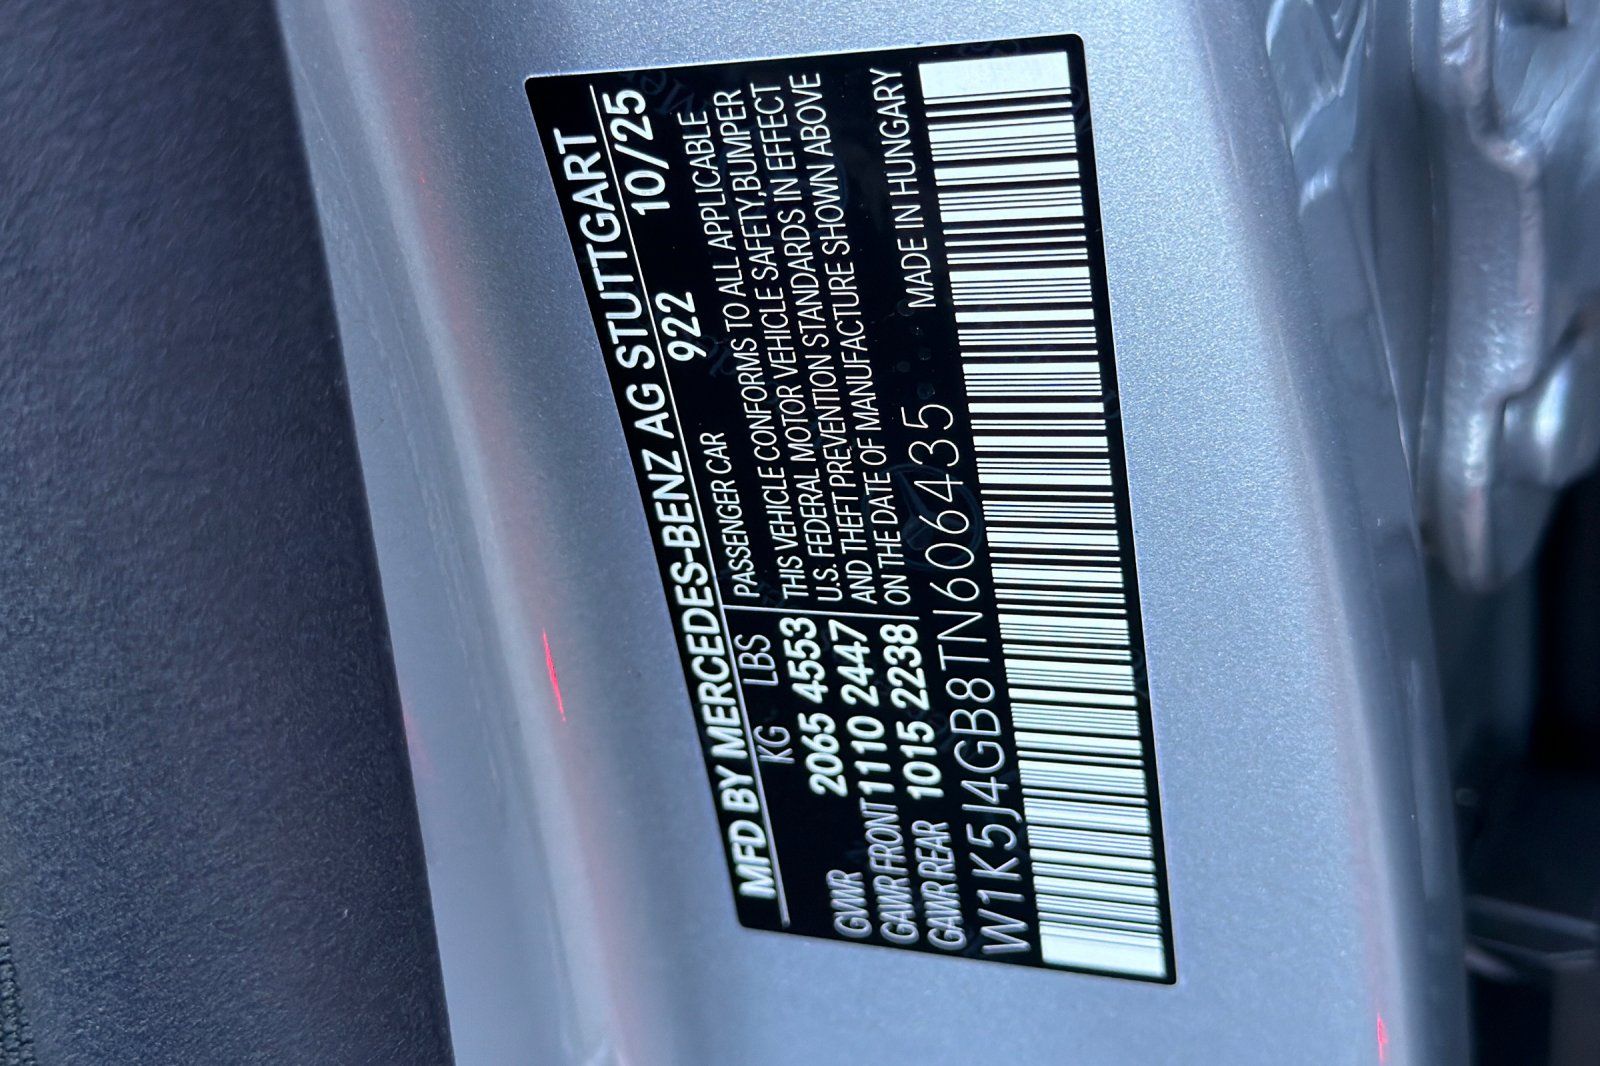 MFD BY MERCEDES-BENZ AG STUTTGART
922 10/25
KG LBS
PASSENGER CAR
GVWR 2065 4553
GAWR FRONT 1110 2447
GAWR REAR 1015 2238
THIS VEHICLE CONFORMS TO ALL APPLICABLE
U.S. FEDERAL MOTOR VEHICLE SAFETY, BUMPER
AND THEFT PREVENTION STANDARDS IN EFFECT
ON THE DATE OF MANUFACTURE SHOWN ABOVE
MADE IN HUNGARY
W1K5J4GB8TN606435